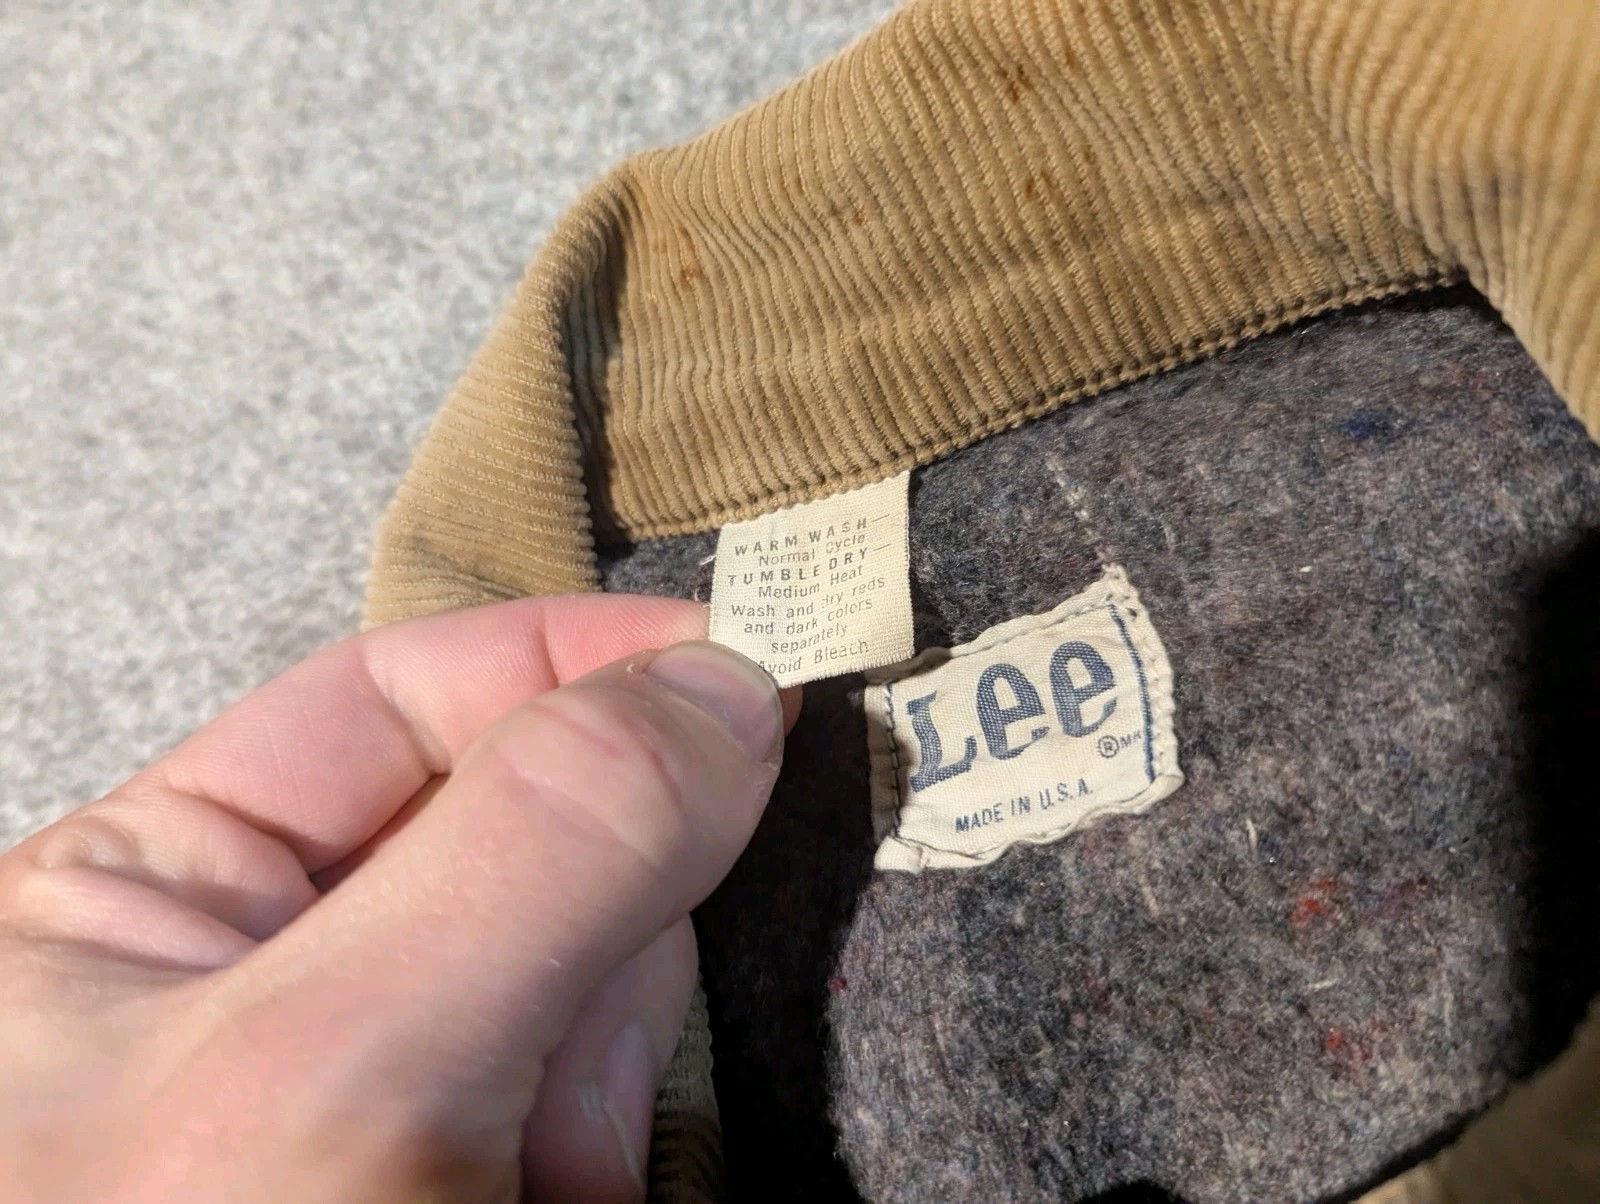 WARM WASH—
Normal Cycle
TUMBLE DRY—
Medium Heat
Wash and dry reds
and dark colors
separately
Avoid Bleach
Lee
® MR
MADE IN U.S.A.